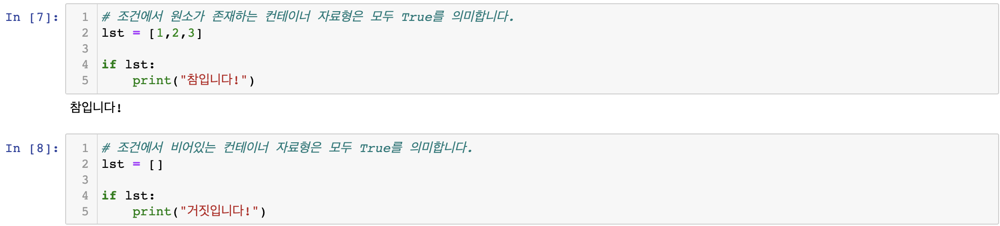 In [7]:
1 # 조건에서 원소가 존재하는 컨테이너 자료형은 모두 True를 의미합니다.
2 lst = [1,2,3]
3
4 if lst:
5     print("참입니다!")
참입니다!
In [8]:
1 # 조건에서 비어있는 컨테이너 자료형은 모두 True를 의미합니다.
2 lst = []
3
4 if lst:
5     print("거짓입니다!")